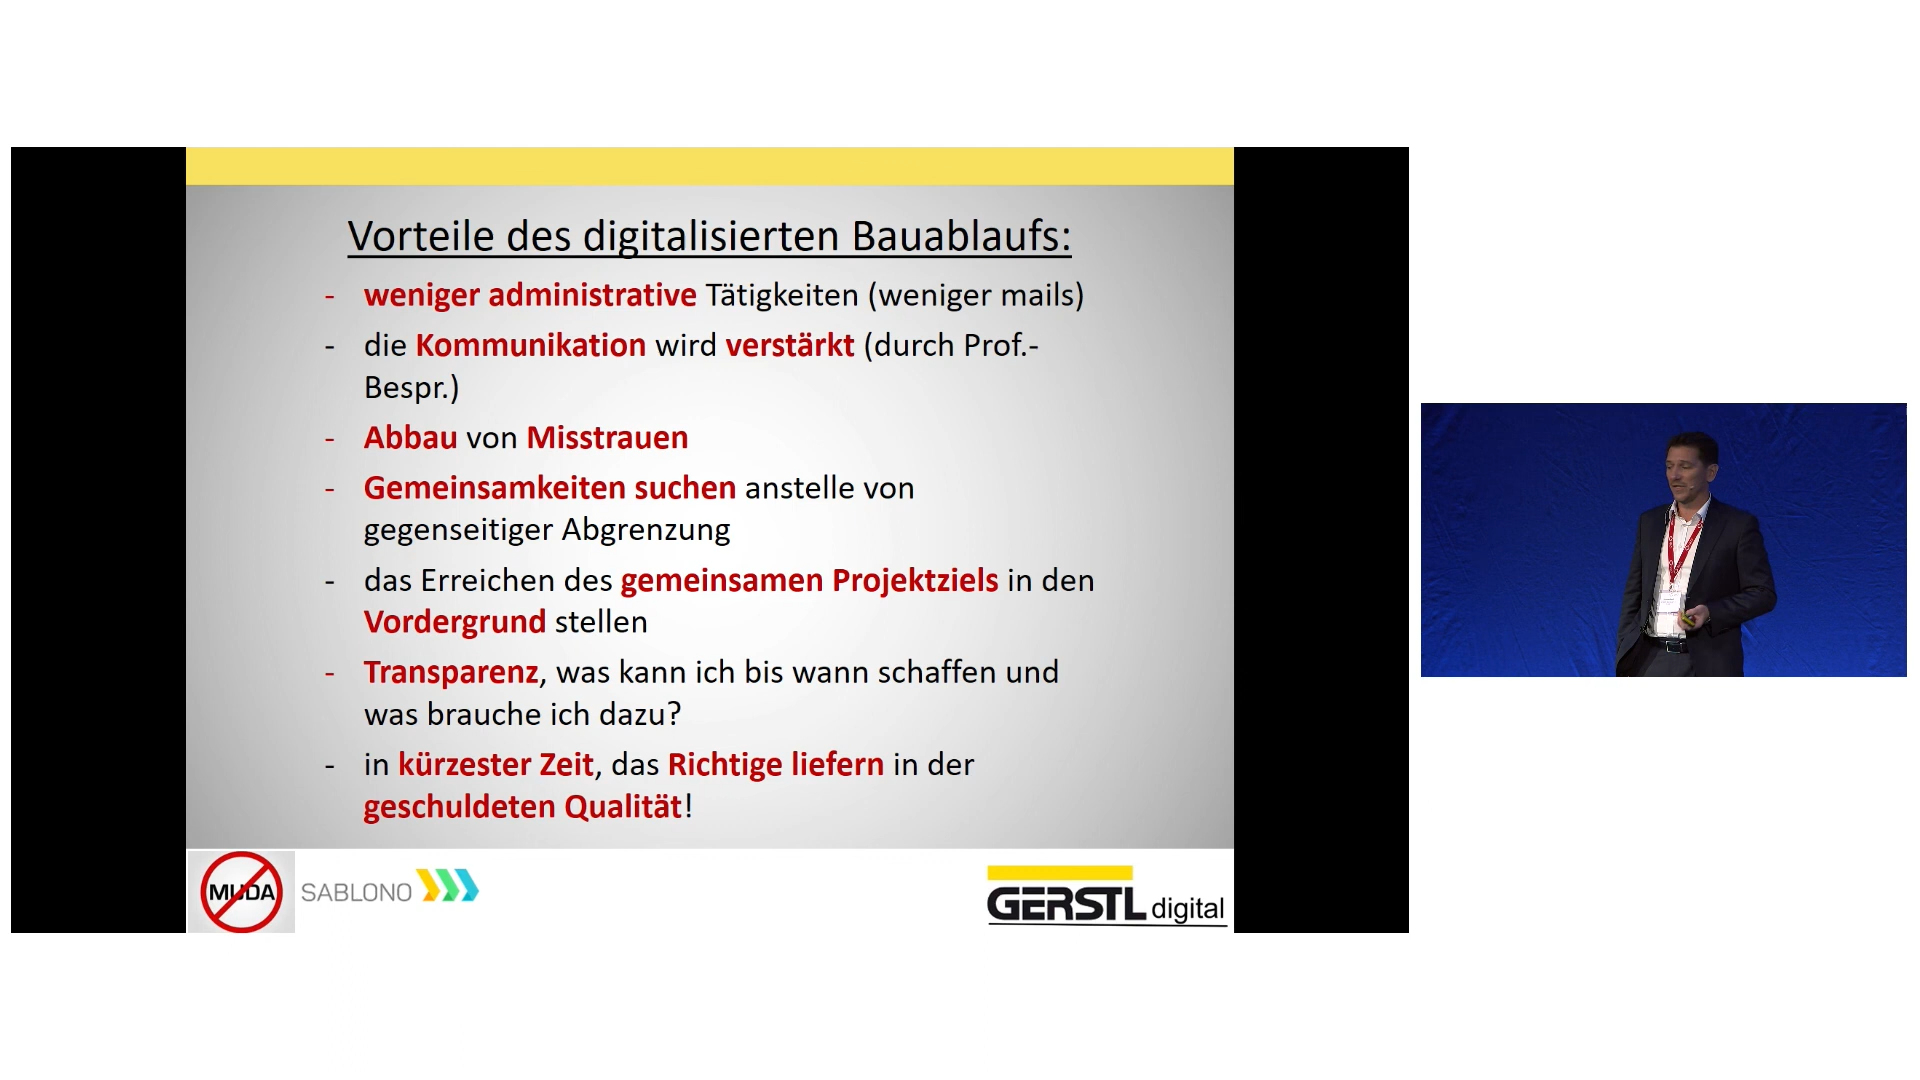 Vorteile des digitalisierten Bauablaufs:
- weniger administrative Tätigkeiten (weniger mails)
- die Kommunikation wird verstärkt (durch Prof.-
Bespr.)
- Abbau von Misstrauen
- Gemeinsamkeiten suchen anstelle von
gegenseitiger Abgrenzung
- das Erreichen des gemeinsamen Projektziels in den
Vordergrund stellen
- Transparenz, was kann ich bis wann schaffen und
was brauche ich dazu?
- in kürzester Zeit, das Richtige liefern in der
geschuldeten Qualität!
MUDA
SABLONO
GERSTL digital